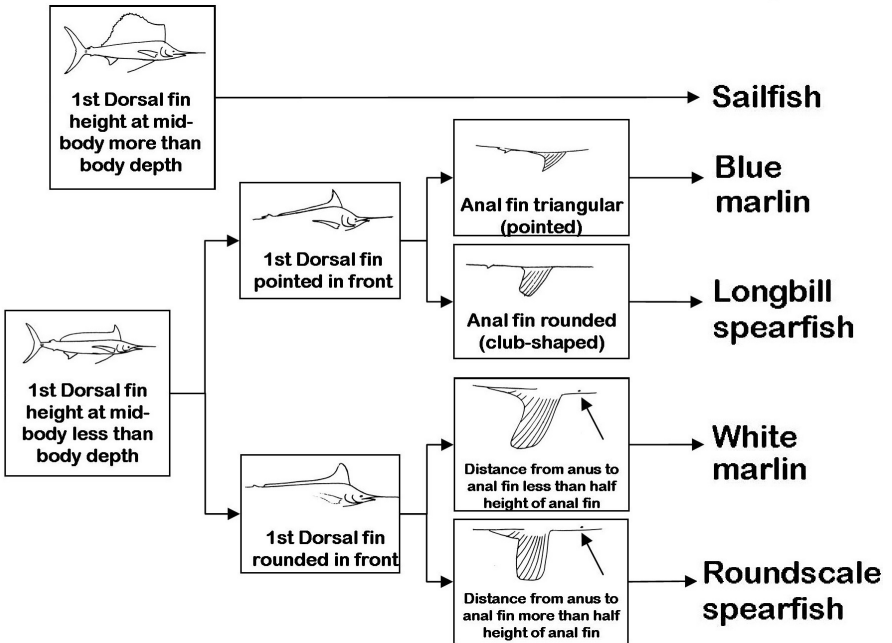 1st Dorsal fin
height at mid-
body more than
body depth
Sailfish
1st Dorsal fin
height at mid-
body less than
body depth
1st Dorsal fin
pointed in front
Anal fin triangular
(pointed)
Blue
marlin
Anal fin rounded
(club-shaped)
Longbill
spearfish
1st Dorsal fin
rounded in front
Distance from anus to
anal fin less than half
height of anal fin
White
marlin
Distance from anus to
anal fin more than half
height of anal fin
Roundscale
spearfish